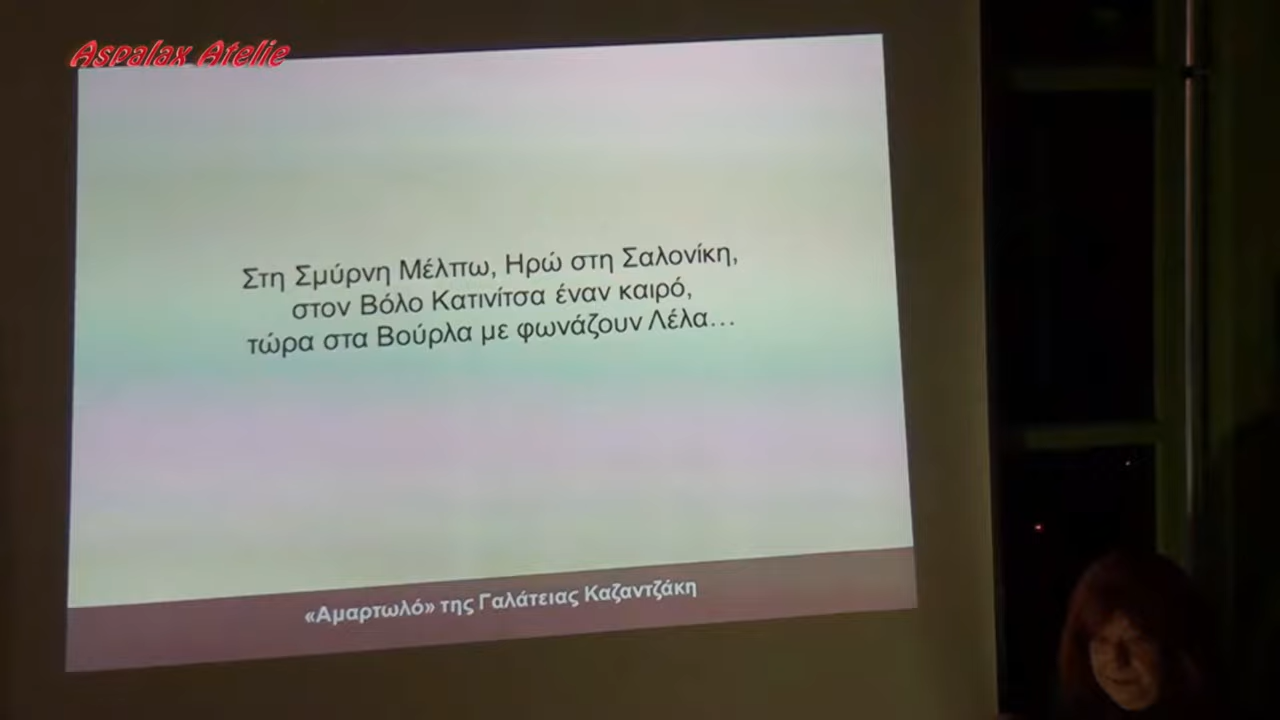 Aspalax Atelie
Στη Σμύρνη Μέλπω, Ηρώ στη Σαλονίκη,
στον Βόλο Κατινίτσα έναν καιρό,
τώρα στα Βούρλα με φωνάζουν Λέλα…
«Αμαρτωλό» της Γαλάτειας Καζαντζάκη